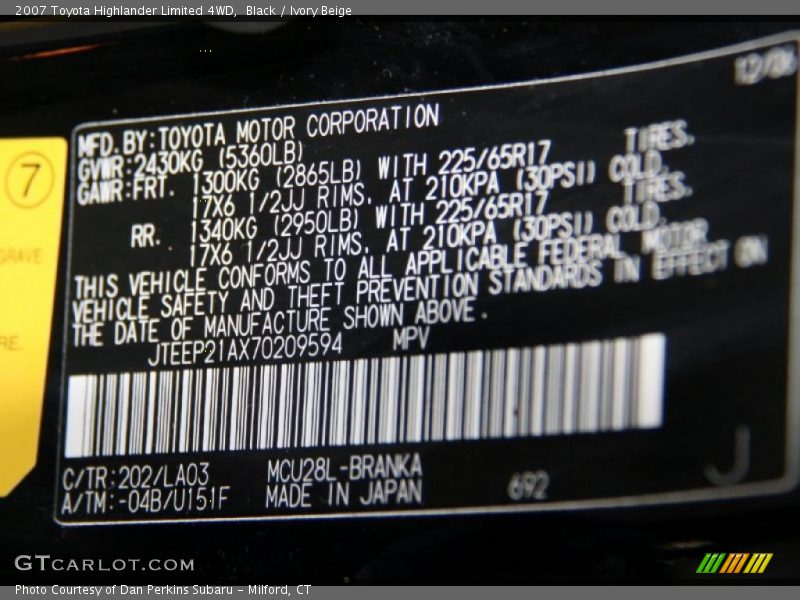 2007 Toyota Highlander Limited 4WD,  Black / Ivory Beige
12/06
7
GRAVE
RE.
MFD.BY:TOYOTA MOTOR CORPORATION
GVWR:2430KG (5360LB)
GAWR:FRT. 1300KG (2865LB) WITH 225/65R17 TIRES.
17X6 1/2JJ RIMS, AT 210KPA (30PSI) COLD.
RR. 1340KG (2950LB) WITH 225/65R17 TIRES.
17X6 1/2JJ RIMS, AT 210KPA (30PSI) COLD.
THIS VEHICLE CONFORMS TO ALL APPLICABLE FEDERAL MOTOR
VEHICLE SAFETY AND THEFT PREVENTION STANDARDS IN EFFECT ON
THE DATE OF MANUFACTURE SHOWN ABOVE.
JTEEP21AX70209594 MPV
C/TR:202/LA03 MCU28L-BRANKA
A/TM:-04B/U151F MADE IN JAPAN 692
J
GTCARLOT.COM
Photo Courtesy of Dan Perkins Subaru - Milford, CT